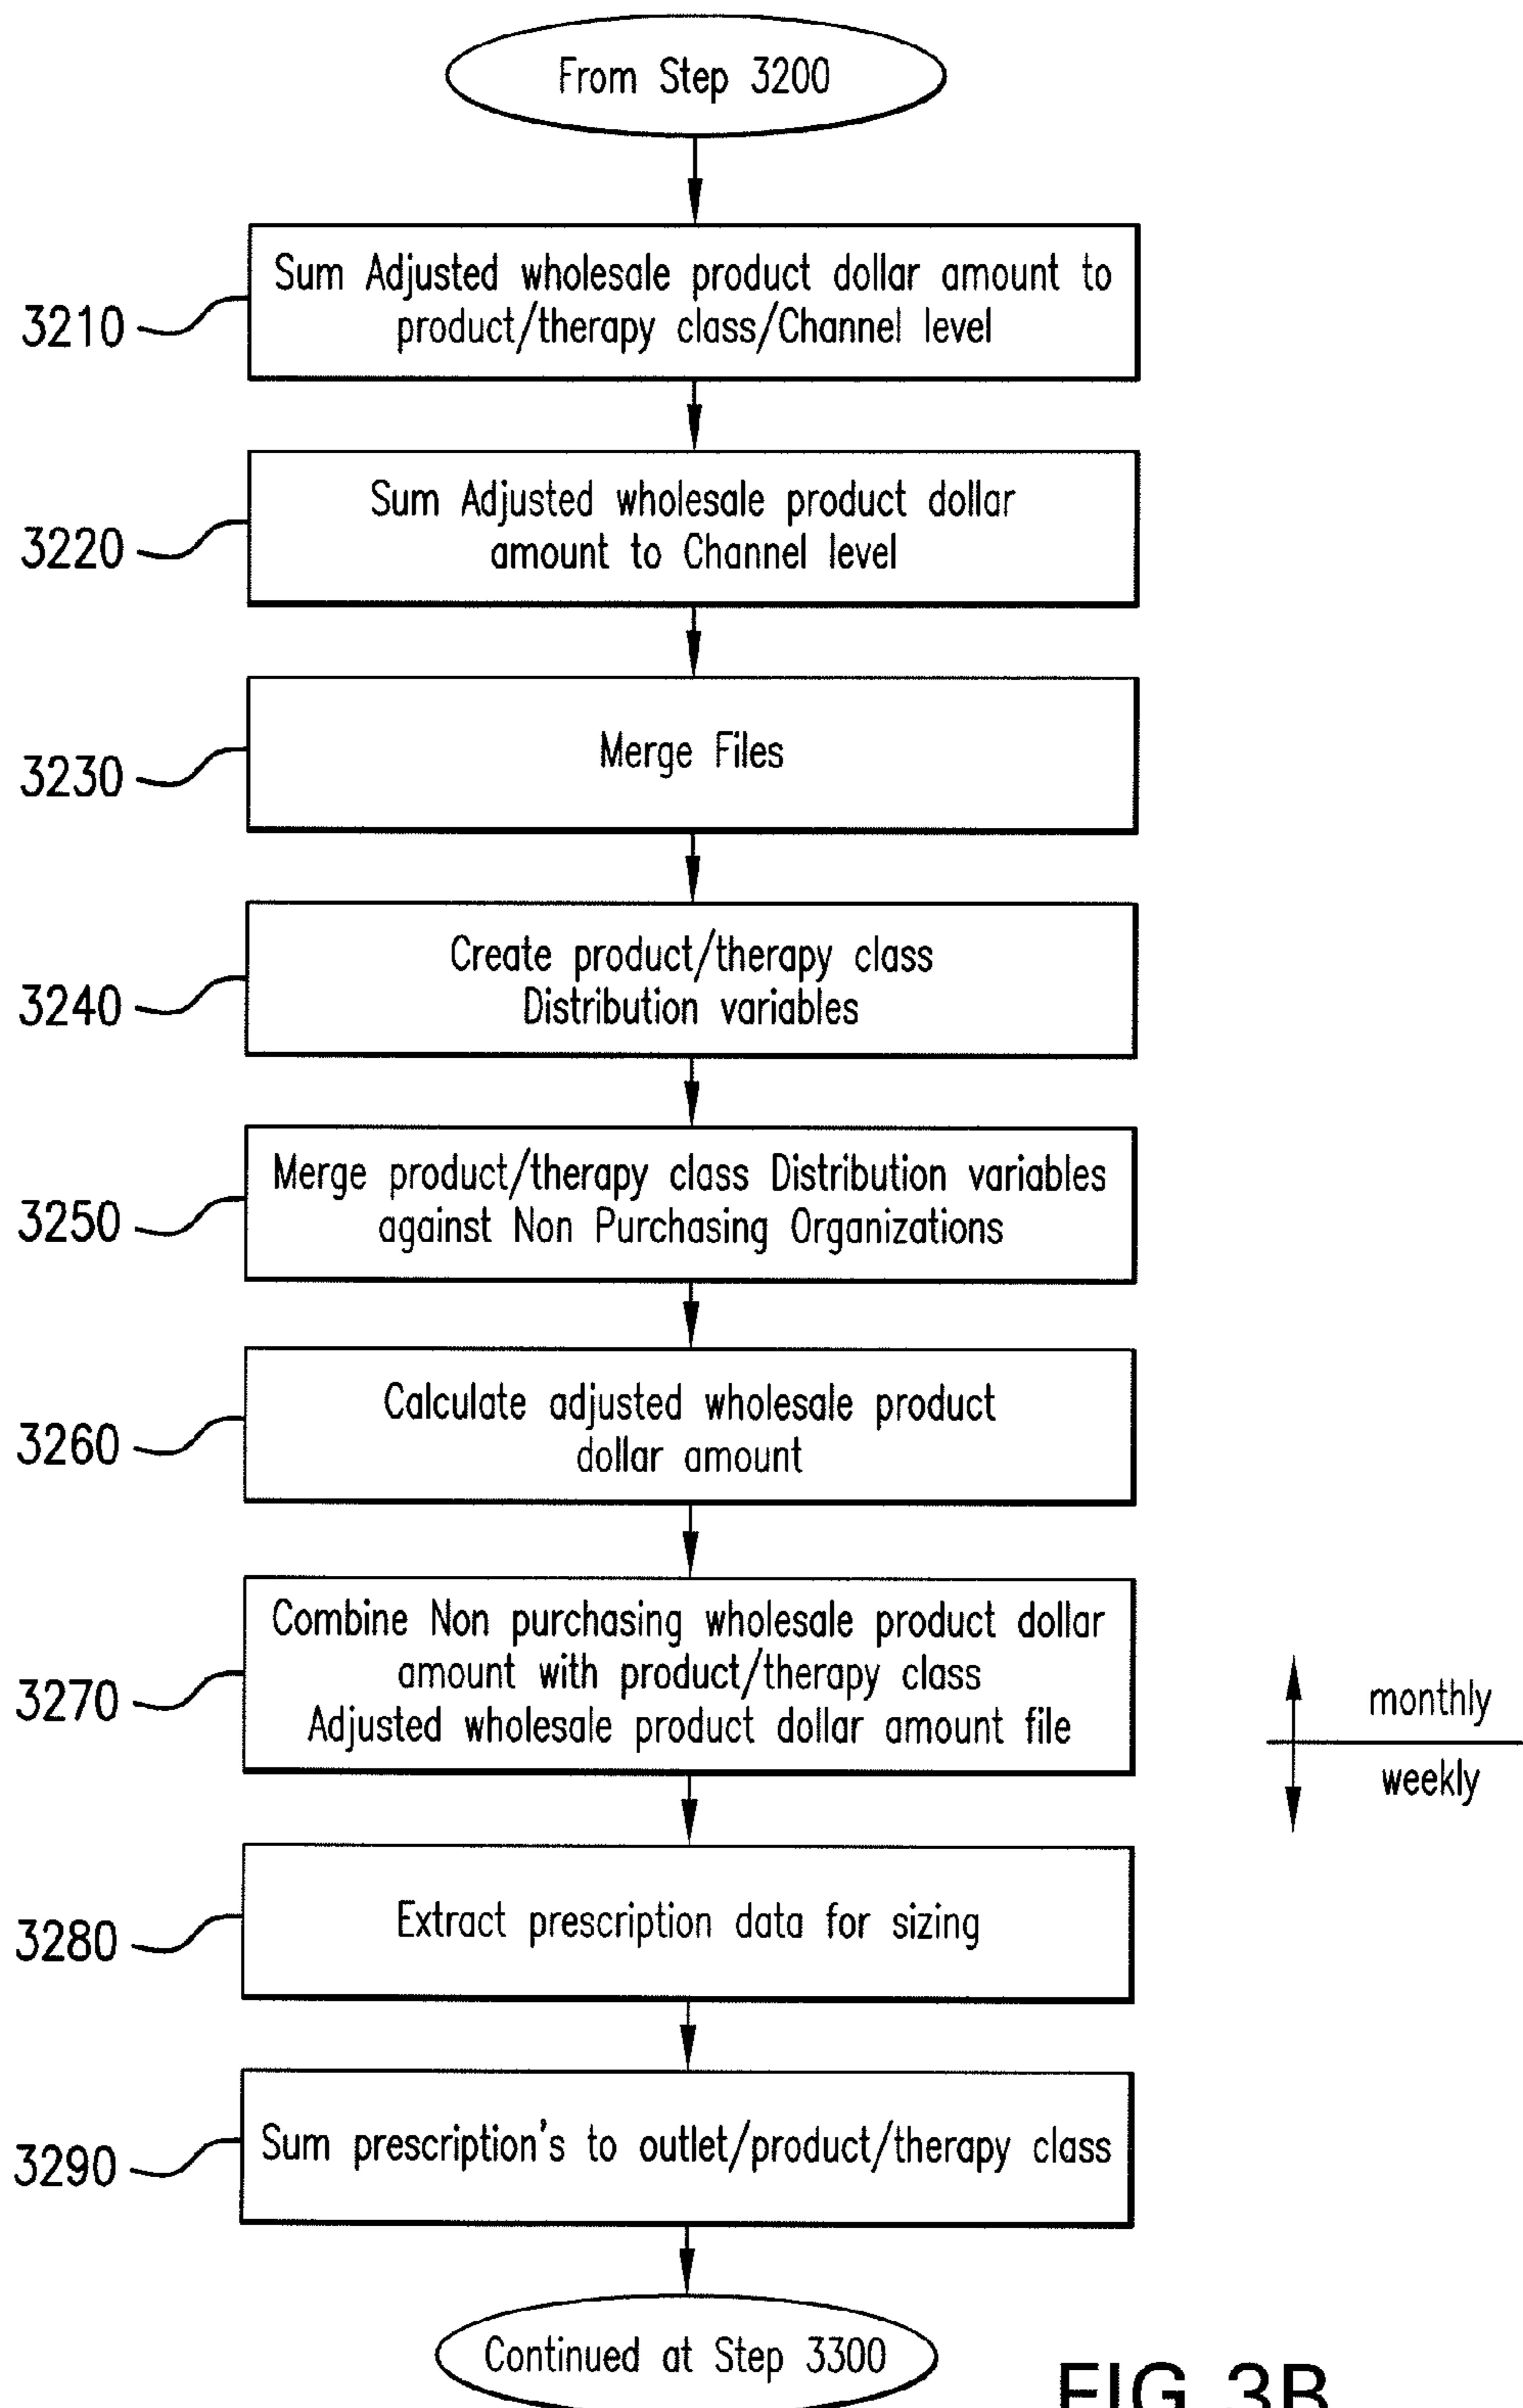 From Step 3200
3210
Sum Adjusted wholesale product dollar amount to
product/therapy class/Channel level
3220
Sum Adjusted wholesale product dollar
amount to Channel level
3230
Merge Files
3240
Create product/therapy class
Distribution variables
3250
Merge product/therapy class Distribution variables
against Non Purchasing Organizations
3260
Calculate adjusted wholesale product
dollar amount
3270
Combine Non purchasing wholesale product dollar
amount with product/therapy class
Adjusted wholesale product dollar amount file
monthly
weekly
3280
Extract prescription data for sizing
3290
Sum prescription's to outlet/product/therapy class
Continued at Step 3300
FIG.3B